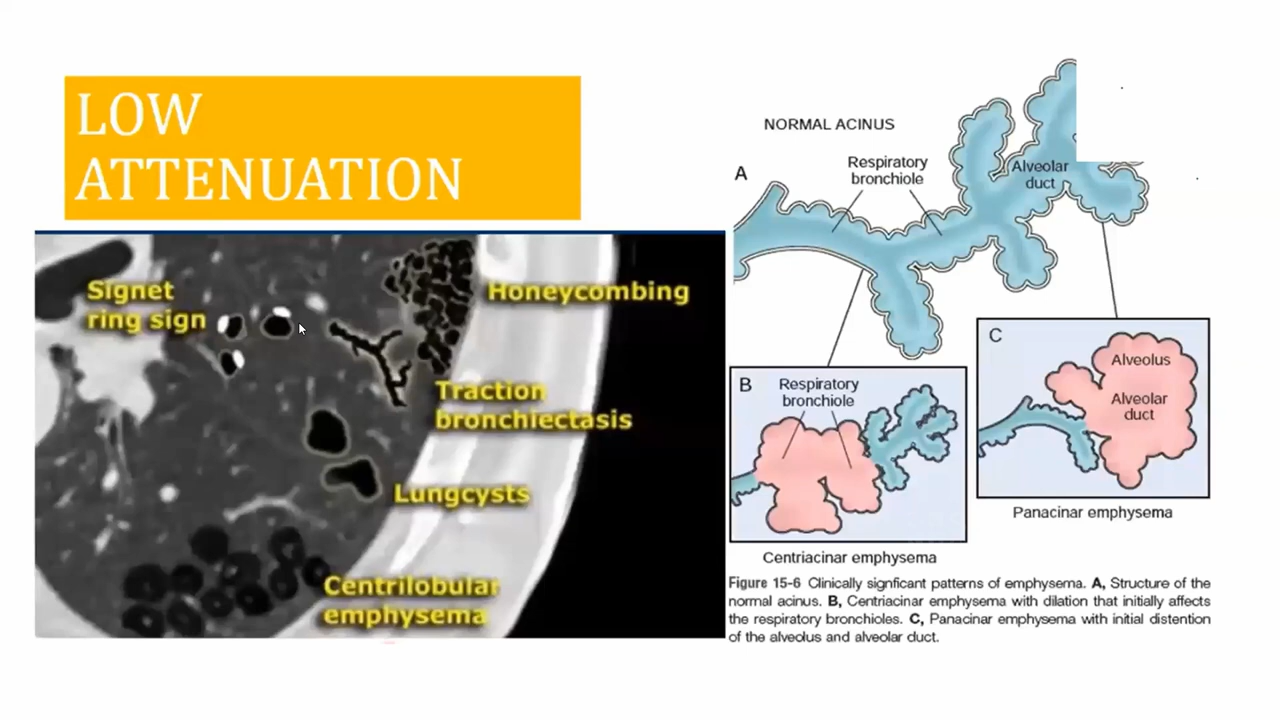 LOW
ATTENUATION
Signet
ring sign
Honeycombing
Traction
bronchiectasis
Lungcysts
Centrilobular
emphysema
NORMAL ACINUS
A
Respiratory
bronchiole
Alveolar
duct
B
Respiratory
bronchiole
Centriacinar emphysema
C
Alveolus
Alveolar
duct
Panacinar emphysema
Figure 15-6 Clinically signficant patterns of emphysema. A, Structure of the
normal acinus. B, Centriacinar emphysema with dilation that initially affects
the respiratory bronchioles. C, Panacinar emphysema with initial distention
of the alveolus and alveolar duct.